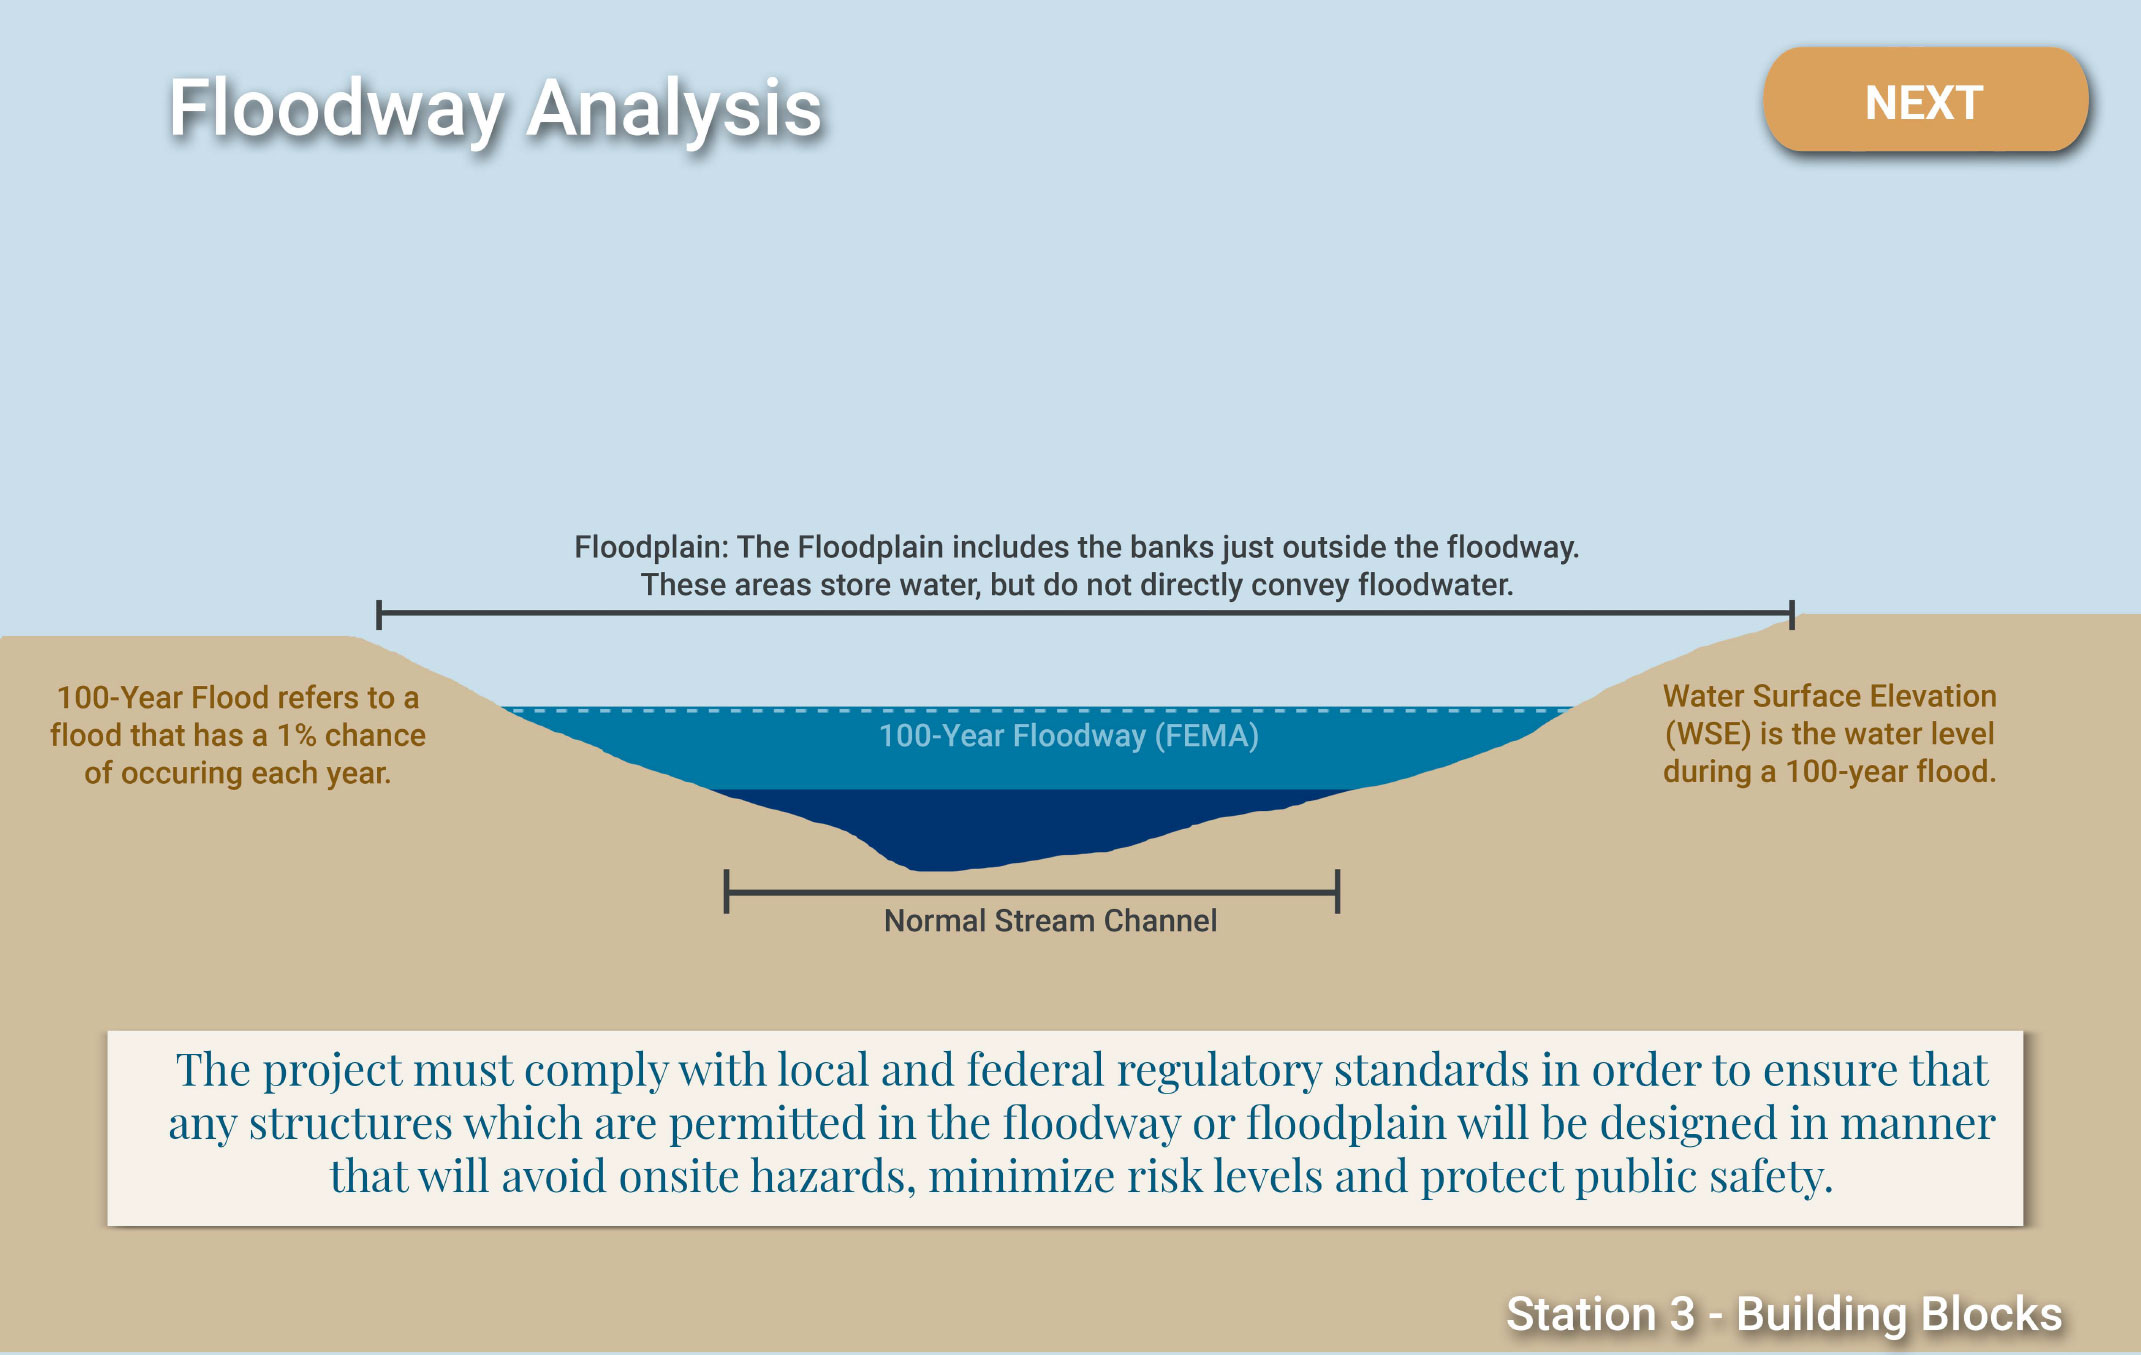 Floodway Analysis
NEXT
Floodplain: The Floodplain includes the banks just outside the floodway.
These areas store water, but do not directly convey floodwater.
100-Year Flood refers to a
flood that has a 1% chance
of occuring each year.
100-Year Floodway (FEMA)
Water Surface Elevation
(WSE) is the water level
during a 100-year flood.
Normal Stream Channel
The project must comply with local and federal regulatory standards in order to ensure that
any structures which are permitted in the floodway or floodplain will be designed in manner
that will avoid onsite hazards, minimize risk levels and protect public safety.
Station 3 - Building Blocks